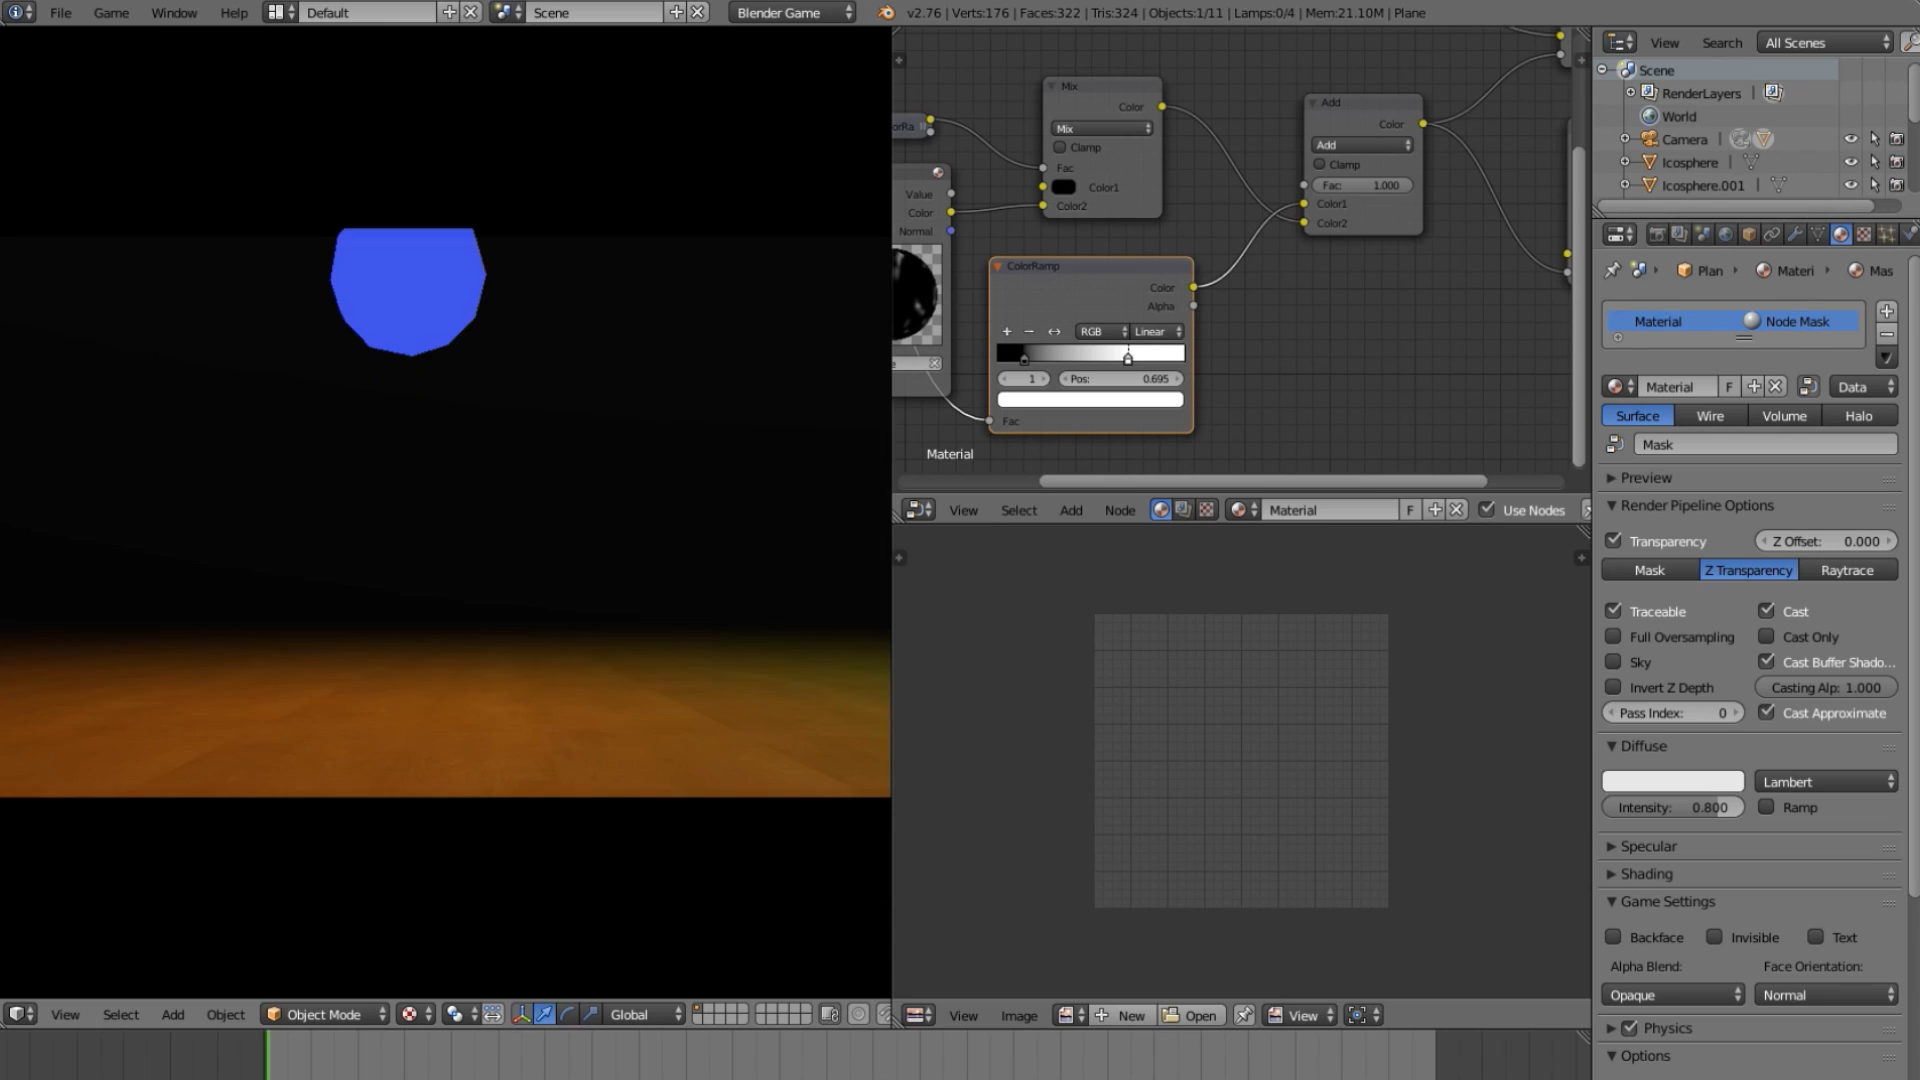 File Game Window Help Default Scene Blender Game v2.76 | Verts:176 | Faces:322 | Tris:324 | Objects:1/11 | Lamps:0/4 | Mem:21.10M | Plane
Mix
Color
Mix
Clamp
Fac
Color1
Color2
Add
Color
Add
Clamp
Fac: 1.000
Color1
Color2
orRa
Value
Color
Normal
ColorRamp
Color
Alpha
RGB Linear
1 Pos: 0.695
Fac
Material
View Select Add Node Material F Use Nodes
View Search All Scenes
Scene
RenderLayers |
World
Camera |
Icosphere |
Icosphere.001 |
Plan Materi Mas
Material Node Mask
Material F Data
Surface Wire Volume Halo
Mask
Preview
Render Pipeline Options
Transparency Z Offset: 0.000
Mask Z Transparency Raytrace
Traceable Cast
Full Oversampling Cast Only
Sky Cast Buffer Shado...
Invert Z Depth Casting Alp: 1.000
Pass Index: 0 Cast Approximate
Diffuse
Lambert
Intensity: 0.800 Ramp
Specular
Shading
Game Settings
Backface Invisible Text
Alpha Blend: Face Orientation:
Opaque Normal
Physics
Options
View Select Add Object Object Mode Global
View Image New Open View